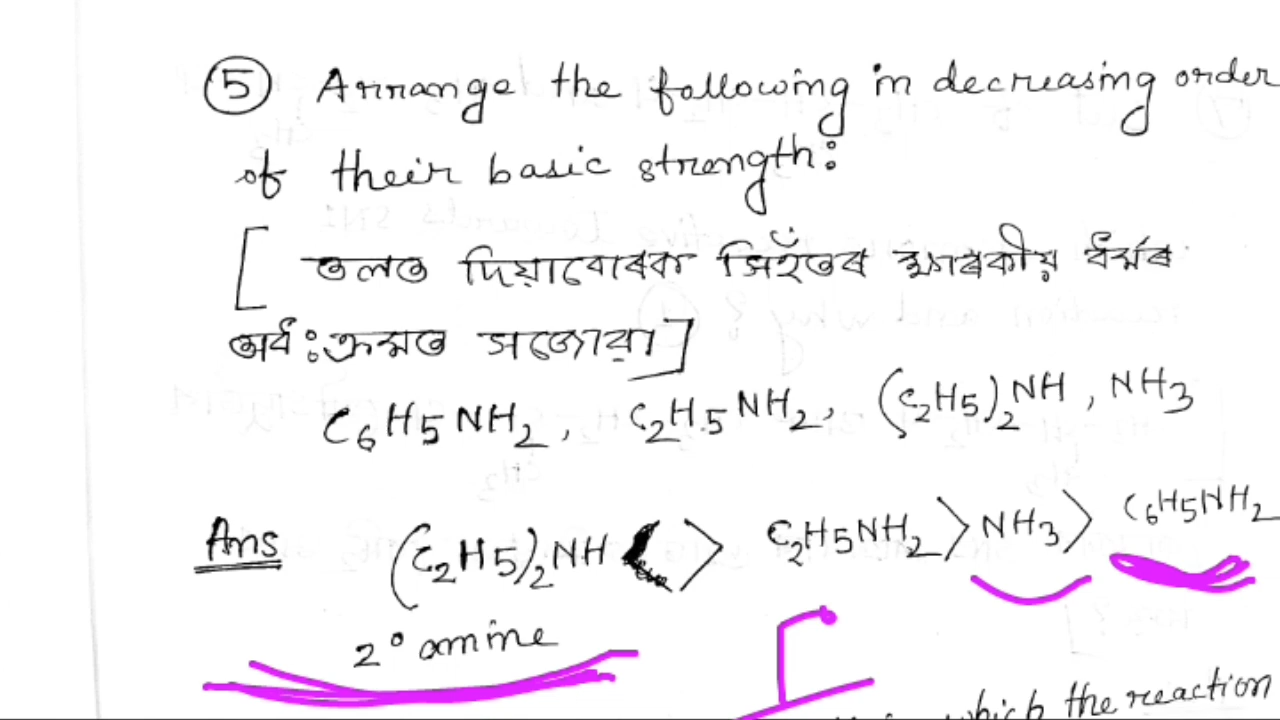 ⑤ Arrange the following in decreasing order
of their basic strength:
[ তলত দিয়াবোৰক সিহঁতৰ ক্ষাৰকীয় ধৰ্মৰ
অধঃক্ৰমত সজোৱা]
C₆H5NH₂, C₂H5NH₂, (C₂H5)₂NH, NH₃
Ans (C₂H5)₂NH > C₂H5NH₂ > NH₃ > C₆H5NH₂
2° amine
which the reaction